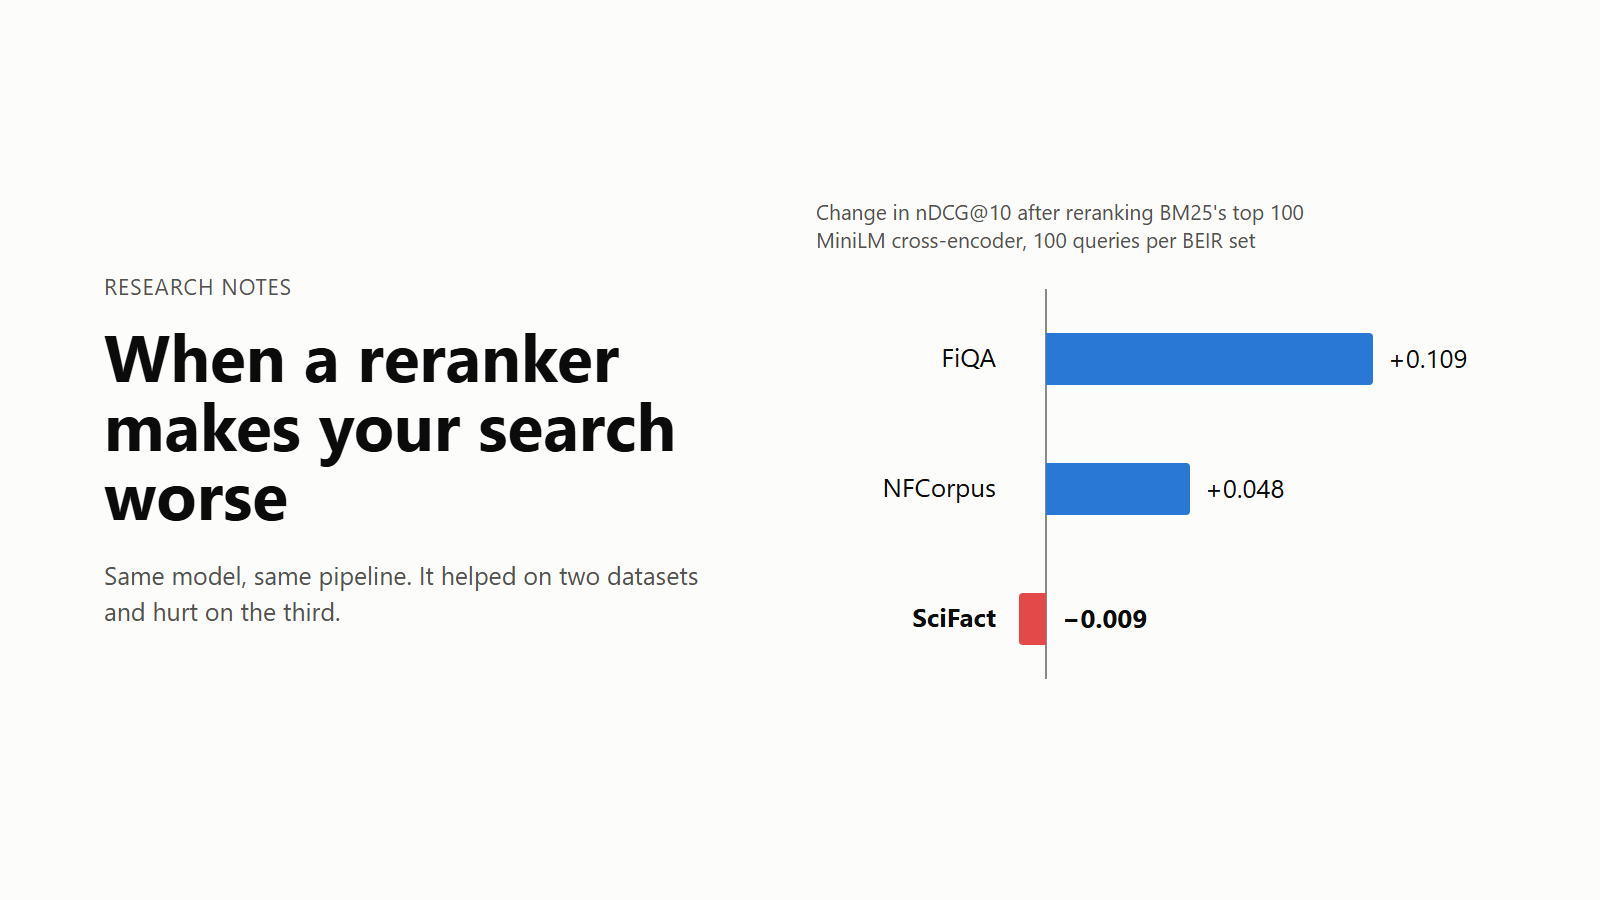 RESEARCH NOTES
When a reranker
makes your search
worse
Same model, same pipeline. It helped on two datasets
and hurt on the third.
Change in nDCG@10 after reranking BM25's top 100
MiniLM cross-encoder, 100 queries per BEIR set
FiQA +0.109
NFCorpus +0.048
SciFact −0.009